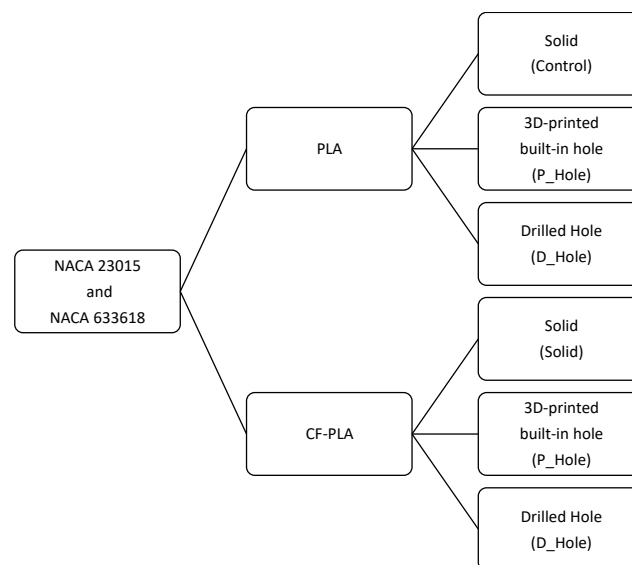 Solid
(Control)
3D-printed
built-in hole
(P_Hole)
PLA
Drilled Hole
(D_Hole)
NACA 23015
and
NACA 633618
Solid
(Solid)
CF-PLA
3D-printed
built-in hole
(P_Hole)
Drilled Hole
(D_Hole)